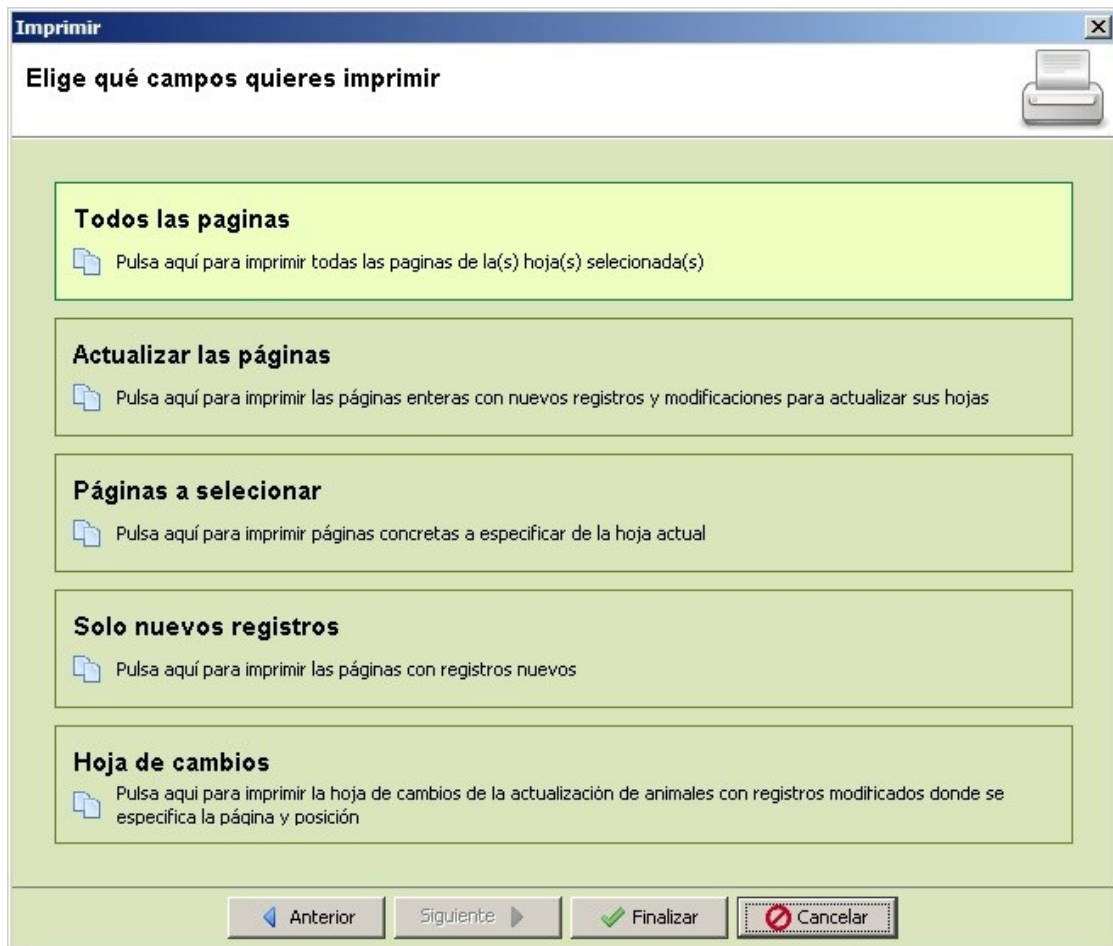 Imprimir
Elige qué campos quieres imprimir
Todos las paginas
Pulsa aquí para imprimir todas las paginas de la(s) hoja(s) selecionada(s)
Actualizar las páginas
Pulsa aquí para imprimir las páginas enteras con nuevos registros y modificaciones para actualizar sus hojas
Páginas a selecionar
Pulsa aquí para imprimir páginas concretas a especificar de la hoja actual
Solo nuevos registros
Pulsa aquí para imprimir las páginas con registros nuevos
Hoja de cambios
Pulsa aqui para imprimir la hoja de cambios de la actualización de animales con registros modificados donde se
especifica la página y posición
Anterior
Siguiente
Finalizar
Cancelar